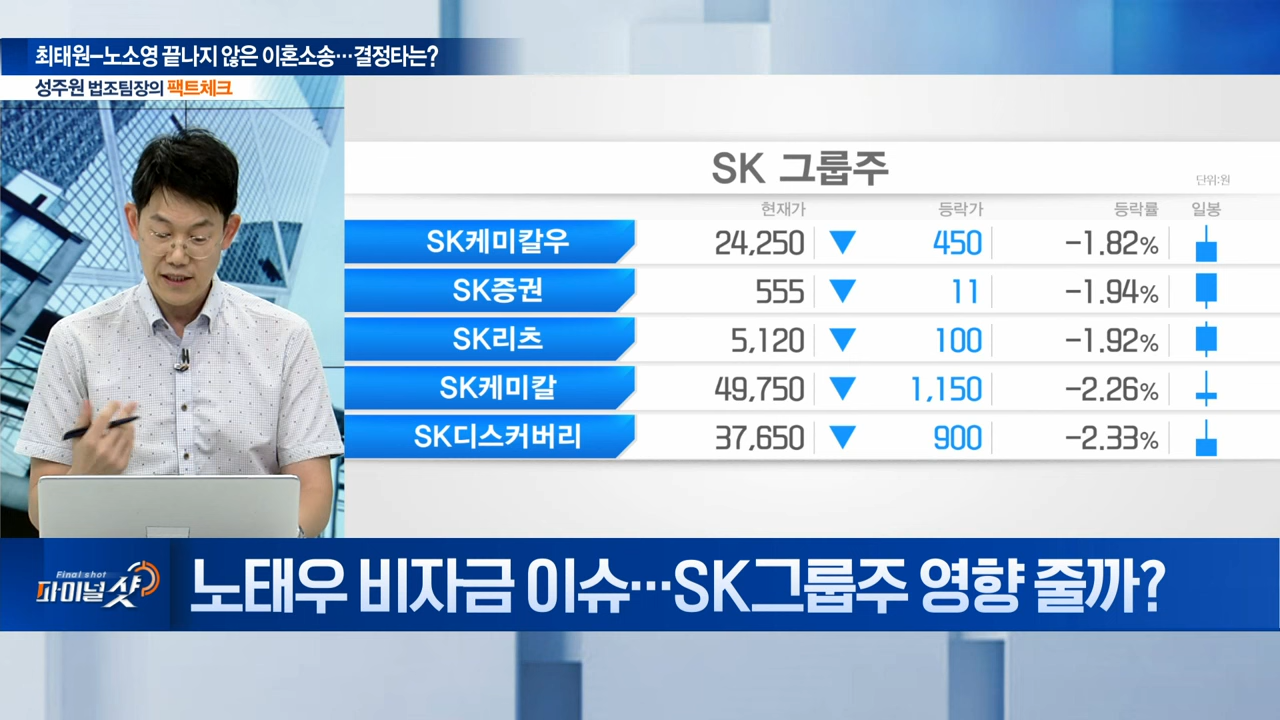 최태원-노소영 끝나지 않은 이혼소송…결정타는?
성주원 법조팀장의 팩트체크
SK 그룹주
단위:원
현재가 등락가 등락률 일봉
SK케미칼우 24,250 ▼ 450 -1.82%
SK증권 555 ▼ 11 -1.94%
SK리츠 5,120 ▼ 100 -1.92%
SK케미칼 49,750 ▼ 1,150 -2.26%
SK디스커버리 37,650 ▼ 900 -2.33%
Final shot
파이널샷
노태우 비자금 이슈…SK그룹주 영향 줄까?